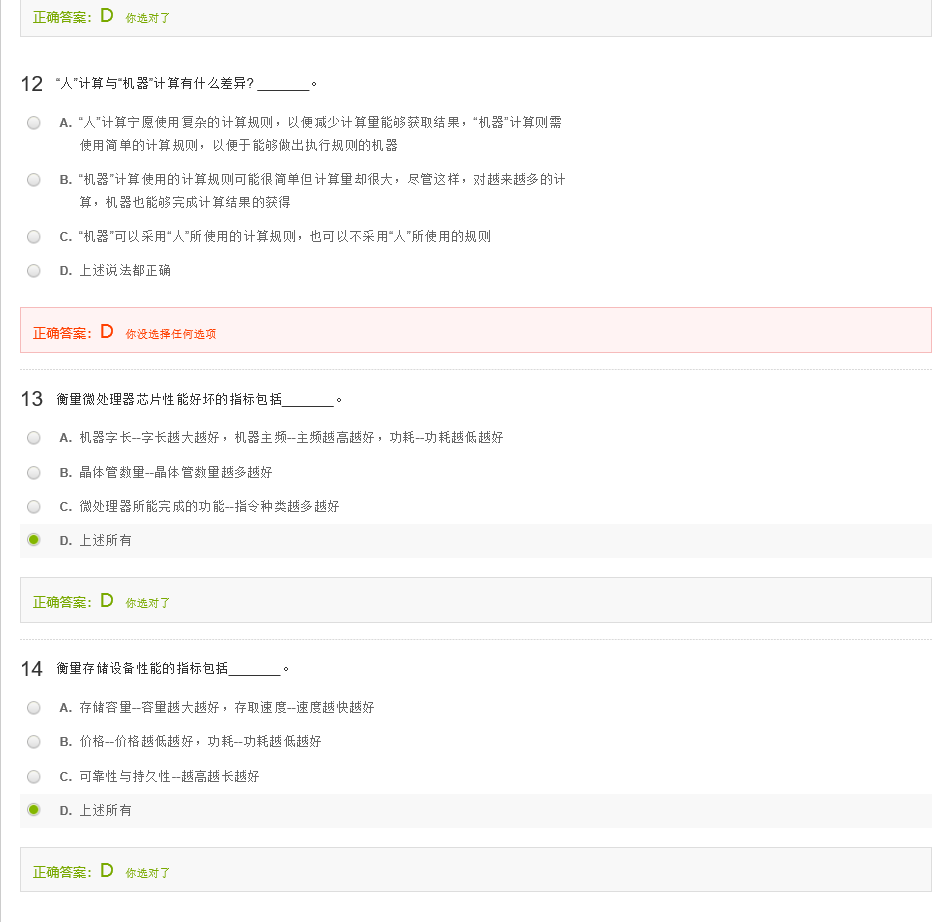 正确答案: D 你选对了
12 “人”计算与“机器”计算有什么差异? ________。
A. “人”计算宁愿使用复杂的计算规则，以便减少计算量能够获取结果，“机器”计算则需
使用简单的计算规则，以便于能够做出执行规则的机器
B. “机器”计算使用的计算规则可能很简单但计算量却很大，尽管这样，对越来越多的计
算，机器也能够完成计算结果的获得
C. “机器”可以采用“人”所使用的计算规则，也可以不采用“人”所使用的规则
D. 上述说法都正确
正确答案: D 你没选择任何选项
13 衡量微处理器芯片性能好坏的指标包括________。
A. 机器字长--字长越大越好，机器主频--主频越高越好，功耗--功耗越低越好
B. 晶体管数量--晶体管数量越多越好
C. 微处理器所能完成的功能--指令种类越多越好
D. 上述所有
正确答案: D 你选对了
14 衡量存储设备性能的指标包括________。
A. 存储容量--容量越大越好，存取速度--速度越快越好
B. 价格--价格越低越好，功耗--功耗越低越好
C. 可靠性与持久性--越高越长越好
D. 上述所有
正确答案: D 你选对了